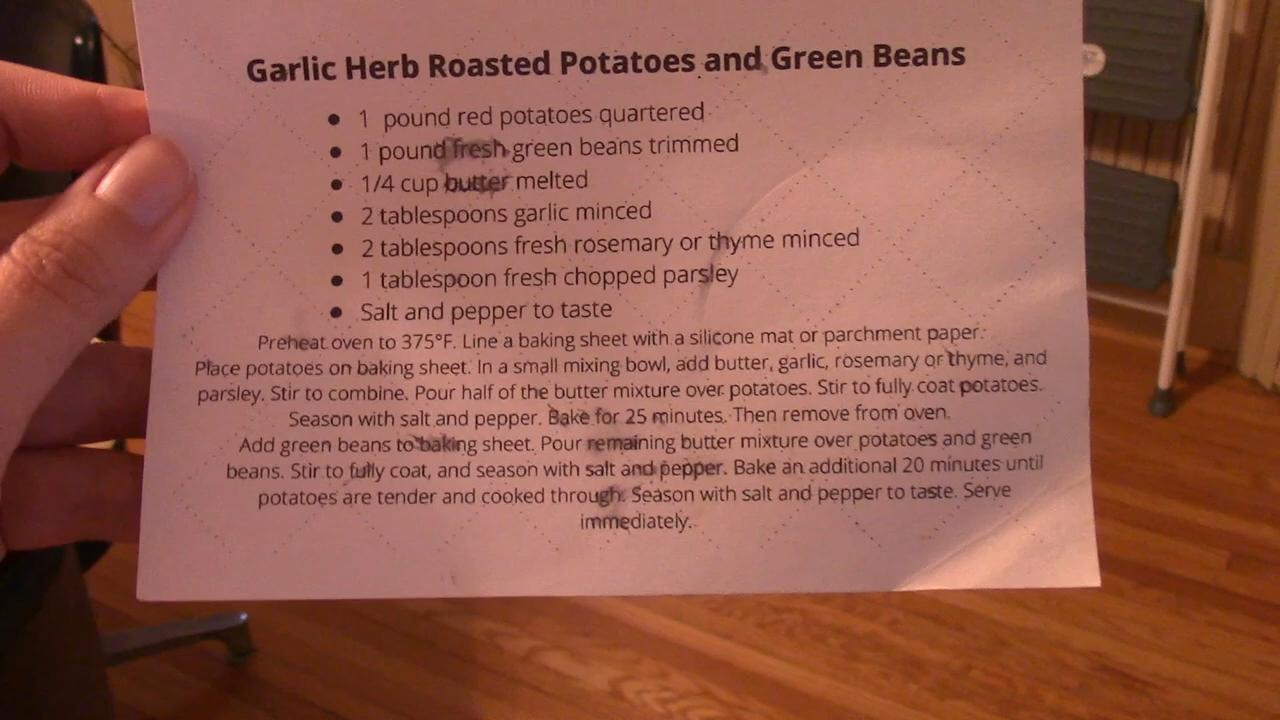 Garlic Herb Roasted Potatoes and Green Beans
• 1 pound red potatoes quartered
• 1 pound fresh green beans trimmed
• 1/4 cup butter melted
• 2 tablespoons garlic minced
• 2 tablespoons fresh rosemary or thyme minced
• 1 tablespoon fresh chopped parsley
• Salt and pepper to taste
Preheat oven to 375°F. Line a baking sheet with a silicone mat or parchment paper.
Place potatoes on baking sheet. In a small mixing bowl, add butter, garlic, rosemary or thyme, and
parsley. Stir to combine. Pour half of the butter mixture over potatoes. Stir to fully coat potatoes.
Season with salt and pepper. Bake for 25 minutes. Then remove from oven.
Add green beans to baking sheet. Pour remaining butter mixture over potatoes and green
beans. Stir to fully coat, and season with salt and pepper. Bake an additional 20 minutes until
potatoes are tender and cooked through. Season with salt and pepper to taste. Serve
immediately.